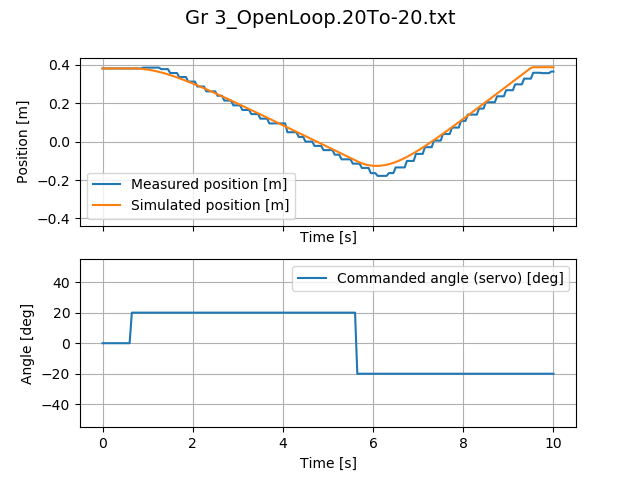 Gr 3_OpenLoop.20To-20.txt
0.4
0.2
0.0
−0.2
−0.4
Position [m]
Measured position [m]
Simulated position [m]
Time [s]
40
20
0
−20
−40
Angle [deg]
Commanded angle (servo) [deg]
0 2 4 6 8 10
Time [s]